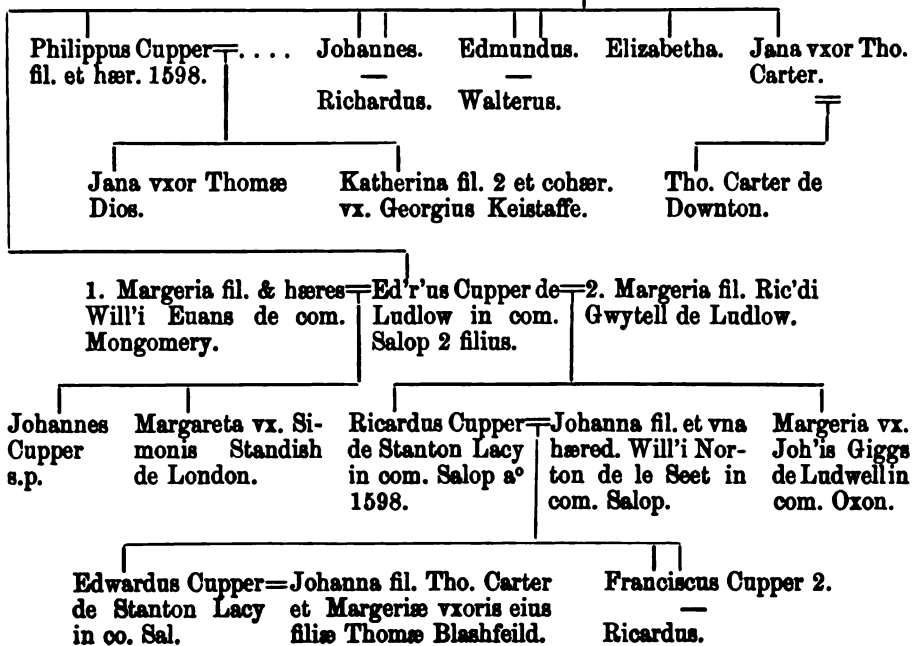 Philippus Cupper=. . . .
fil. et hær. 1598.
Johannes.
—
Richardus.
Edmundus.
—
Walterus.
Elizabetha.
Jana vxor Tho.
Carter.
Jana vxor Thomæ
Dios.
Katherina fil. 2 et cohær.
vx. Georgius Keistaffe.
Tho. Carter de
Downton.
1. Margeria fil. & hæres=
Will'i Euans de com.
Mongomery.
Ed'r'us Cupper de=
Ludlow in com.
Salop 2 filius.
2. Margeria fil. Ric'di
Gwytell de Ludlow.
Johannes
Cupper
s.p.
Margareta vx. Si-
monis Standish
de London.
Ricardus Cupper=
de Stanton Lacy
in com. Salop aº
1598.
Johanna fil. et vna
hæred. Will'i Nor-
ton de le Seet in
com. Salop.
Margeria vx.
Joh'is Giggs
de Ludwell in
com. Oxon.
Edwardus Cupper=
de Stanton Lacy
in co. Sal.
Johanna fil. Tho. Carter
et Margeriæ vxoris eius
filiæ Thomæ Blashfeild.
Franciscus Cupper 2.
—
Ricardus.